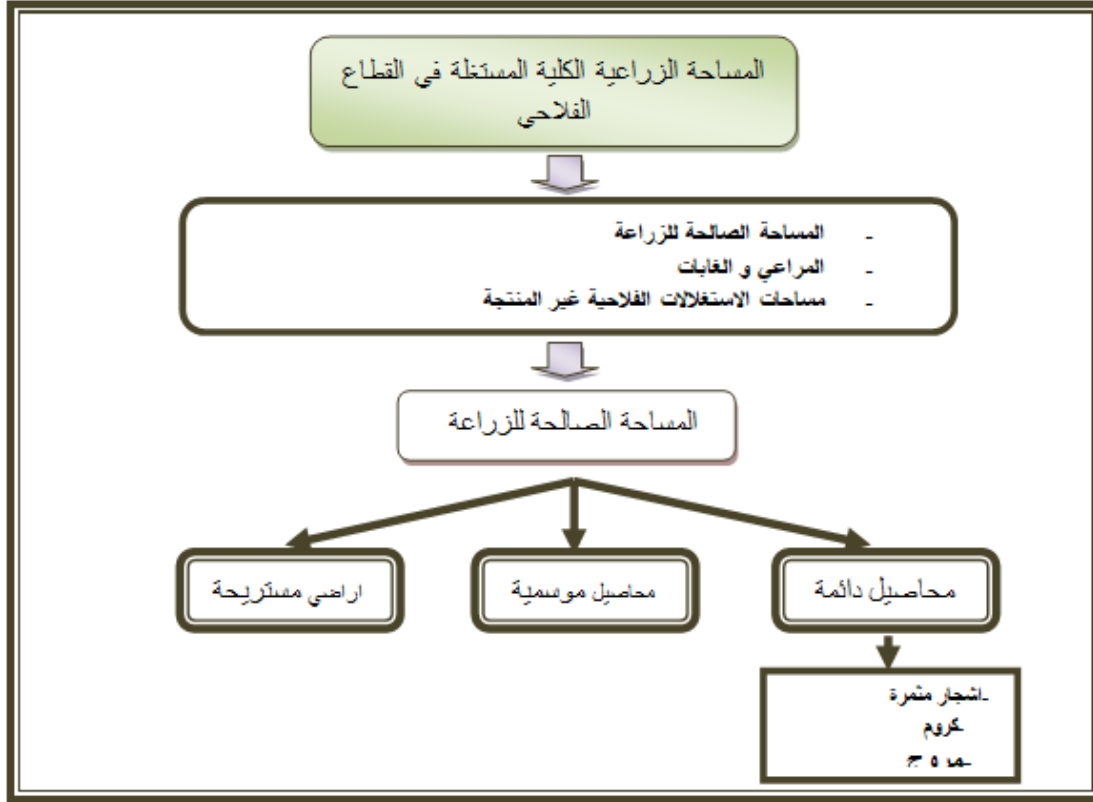 المساحة الزراعية الكلية المستغلة في القطاع
الفلاحي
- المساحة الصالحة للزراعة
- المراعي و الغابات
- مساحات الاستغلالات الفلاحية غير المنتجة
المساحة الصالحة للزراعة
محاصيل دائمة
محاصيل موسمية
اراضي مستريحة
-اشجار مثمرة
-كروم